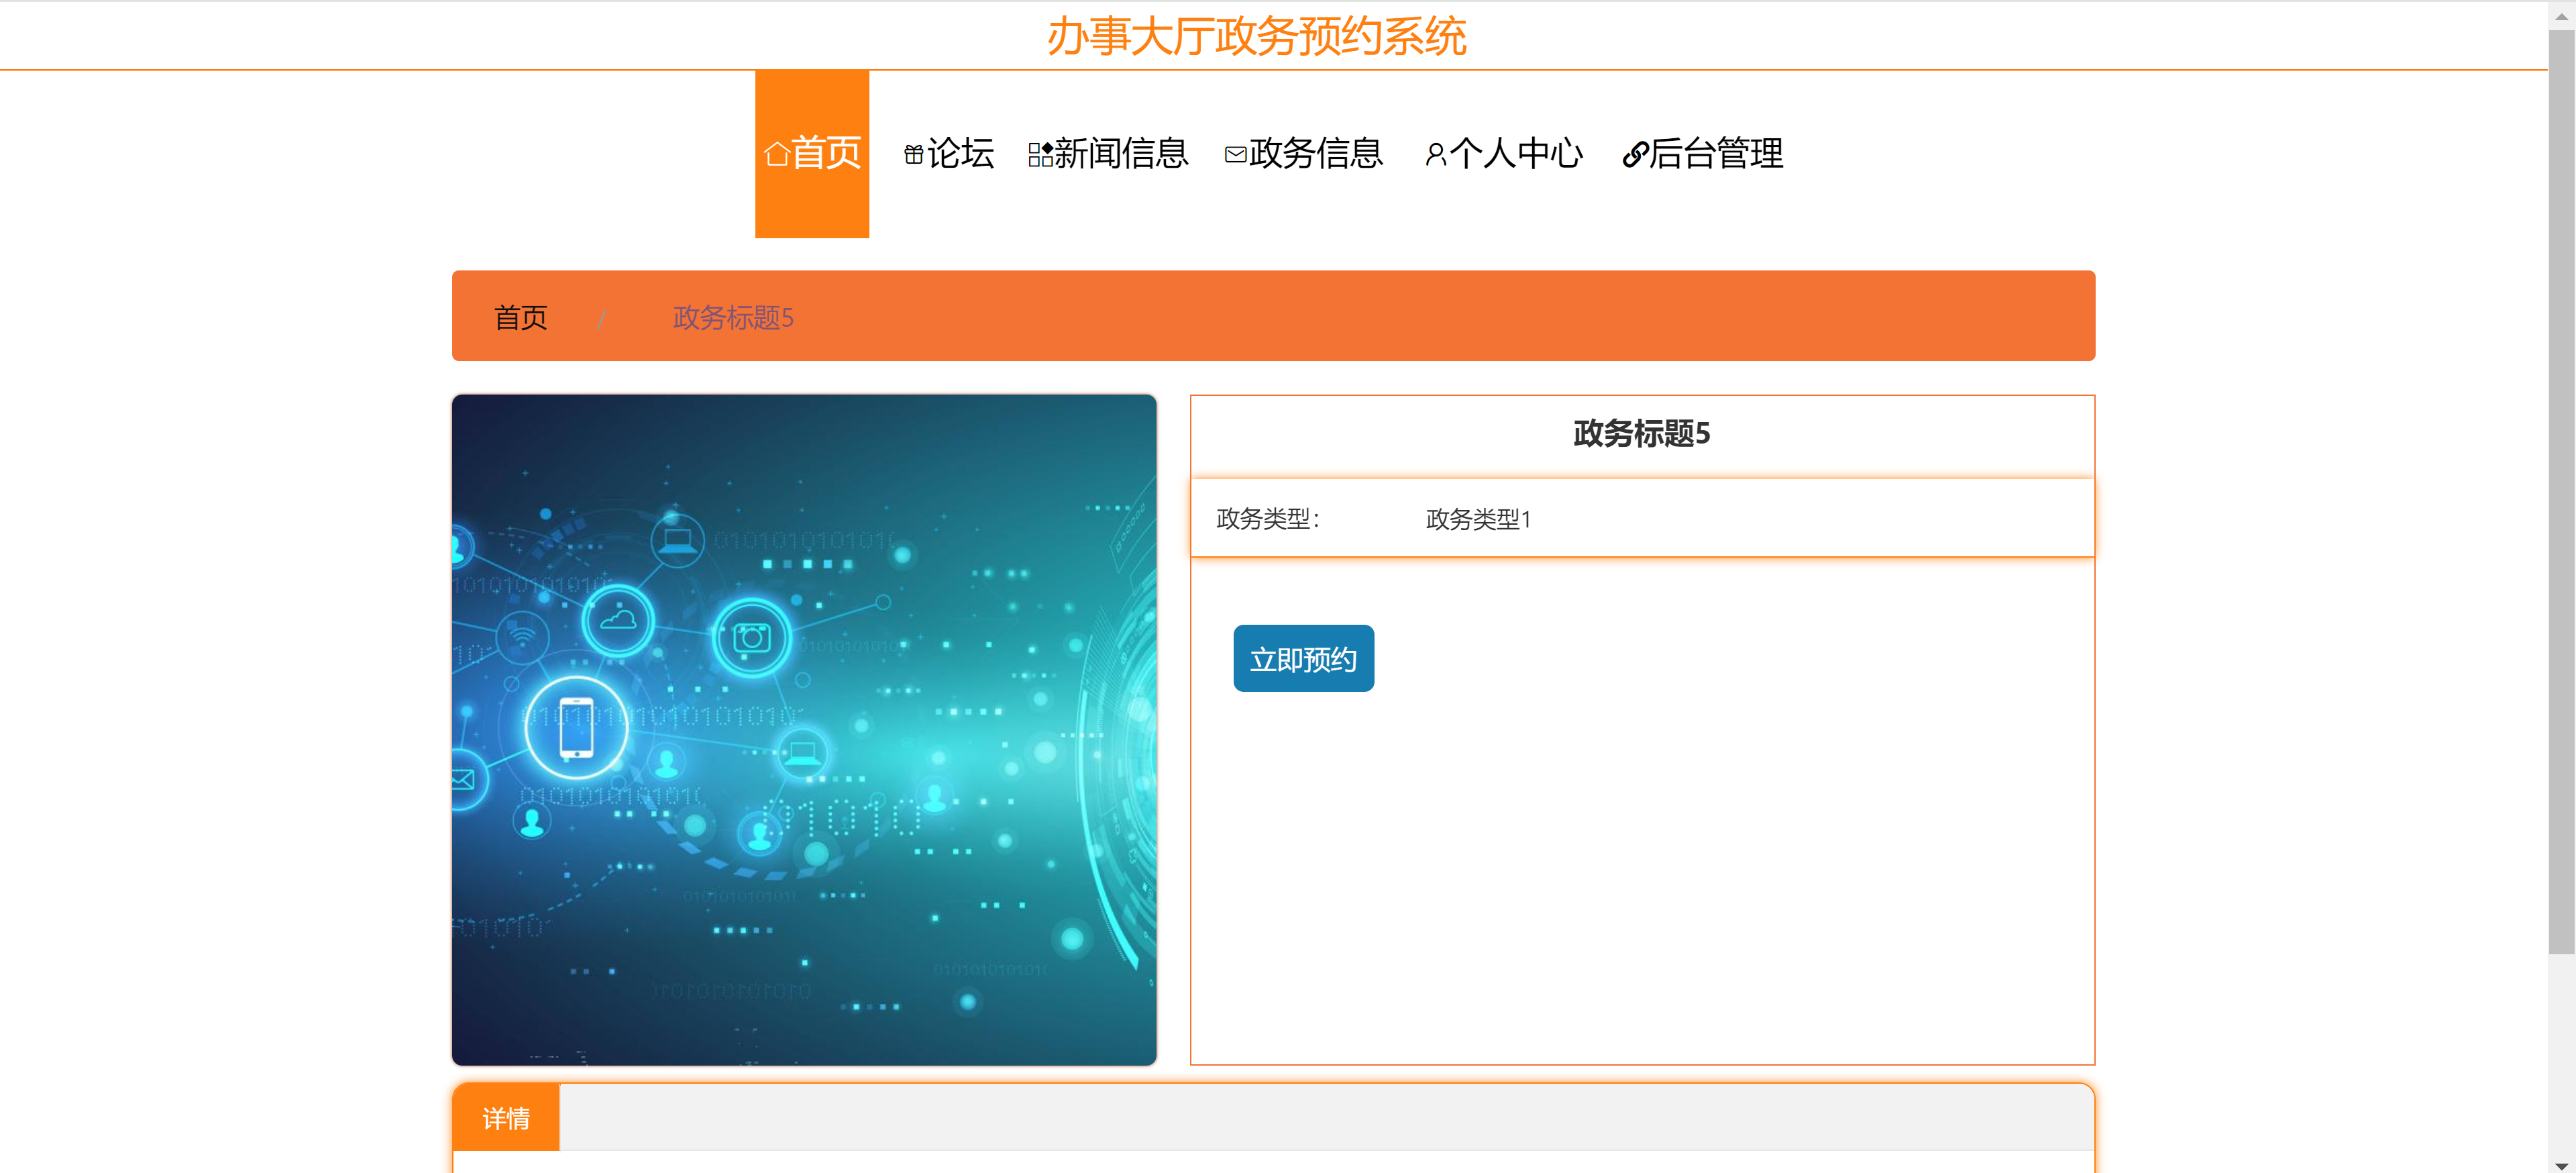 办事大厅政务预约系统
首页 论坛 新闻信息 政务信息 个人中心 后台管理
首页 / 政务标题5
政务标题5
政务类型: 政务类型1
立即预约
详情